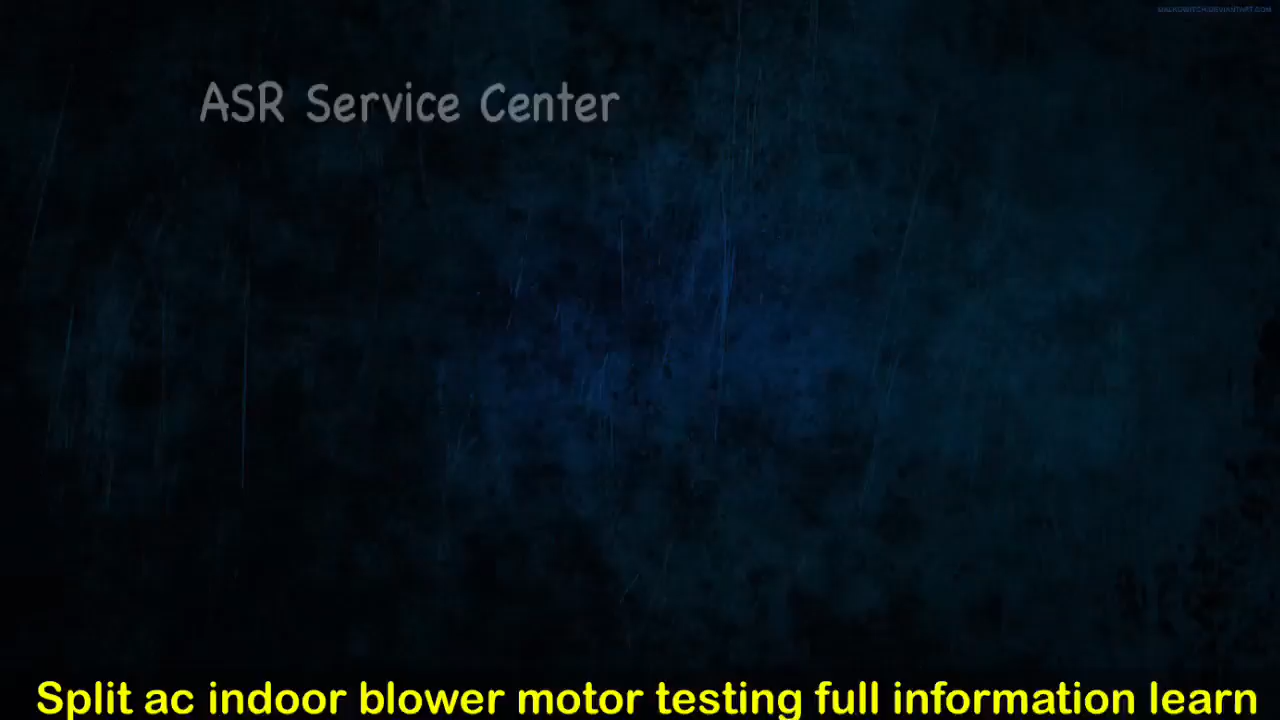 ASR Service Center
Split ac indoor blower motor testing full information learn